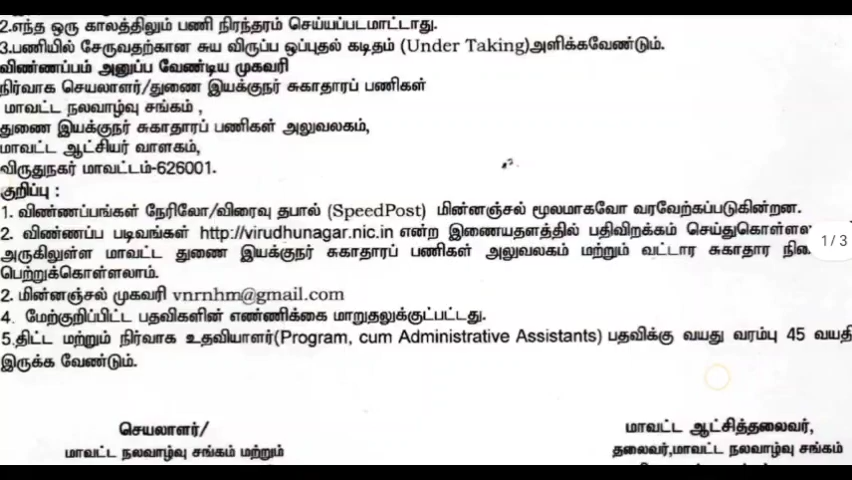 2.எந்த ஒரு காலத்திலும் பணி நிரந்தரம் செய்யப்படமாட்டாது.
3.பணியில் சேருவதற்கான சுய விருப்ப ஒப்புதல் கடிதம் (Under Taking)அளிக்கவேண்டும்.
விண்ணப்பம் அனுப்ப வேண்டிய முகவரி
நிர்வாக செயலாளர்/துணை இயக்குநர் சுகாதாரப் பணிகள்
மாவட்ட நலவாழ்வு சங்கம் ,
துணை இயக்குநர் சுகாதாரப் பணிகள் அலுவலகம்,
மாவட்ட ஆட்சியர் வளாகம்,
விருதுநகர் மாவட்டம்-626001.
குறிப்பு :
1. விண்ணப்பங்கள் நேரிலோ/விரைவு தபால் (SpeedPost) மின்னஞ்சல் மூலமாகவோ வரவேற்கப்படுகின்றன.
2. விண்ணப்ப படிவங்கள் http://virudhunagar.nic.in என்ற இணையதளத்தில் பதிவிறக்கம்
1/3
அருகிலுள்ள மாவட்ட துணை இயக்குநர் சுகாதாரப் பணிகள் அலுவலகம் மற்றும் வட்டார சுகாதார
பெற்றுக்கொள்ளலாம்.
2. மின்னஞ்சல் முகவரி vnrnhm@gmail.com
4. மேற்குறிப்பிட்ட பதவிகளின் எண்ணிக்கை மாறுதலுக்குட்பட்டது.
5.திட்ட மற்றும் நிர்வாக உதவியாளர்(Program, cum Administrative Assistants) பதவிக்கு வயது வரம்பு 45
இருக்க வேண்டும்.
செயலாளர்/
மாவட்ட ஆட்சித்தலைவர்,
மாவட்ட நலவாழ்வு சங்கம் மற்றும்
தலைவர்,மாவட்ட நலவாழ்வு சங்கம்